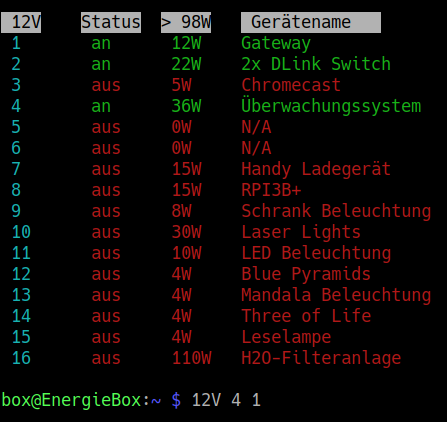 12V Status > 98W Gerätename
1 an 12W Gateway
2 an 22W 2x DLink Switch
3 aus 5W Chromecast
4 an 36W Überwachungssystem
5 aus 0W N/A
6 aus 0W N/A
7 aus 15W Handy Ladegerät
8 aus 15W RPI3B+
9 aus 8W Schrank Beleuchtung
10 aus 30W Laser Lights
11 aus 10W LED Beleuchtung
12 aus 4W Blue Pyramids
13 aus 4W Mandala Beleuchtung
14 aus 4W Three of Life
15 aus 4W Leselampe
16 aus 110W H2O-Filteranlage
box@EnergieBox:~ $ 12V 4 1